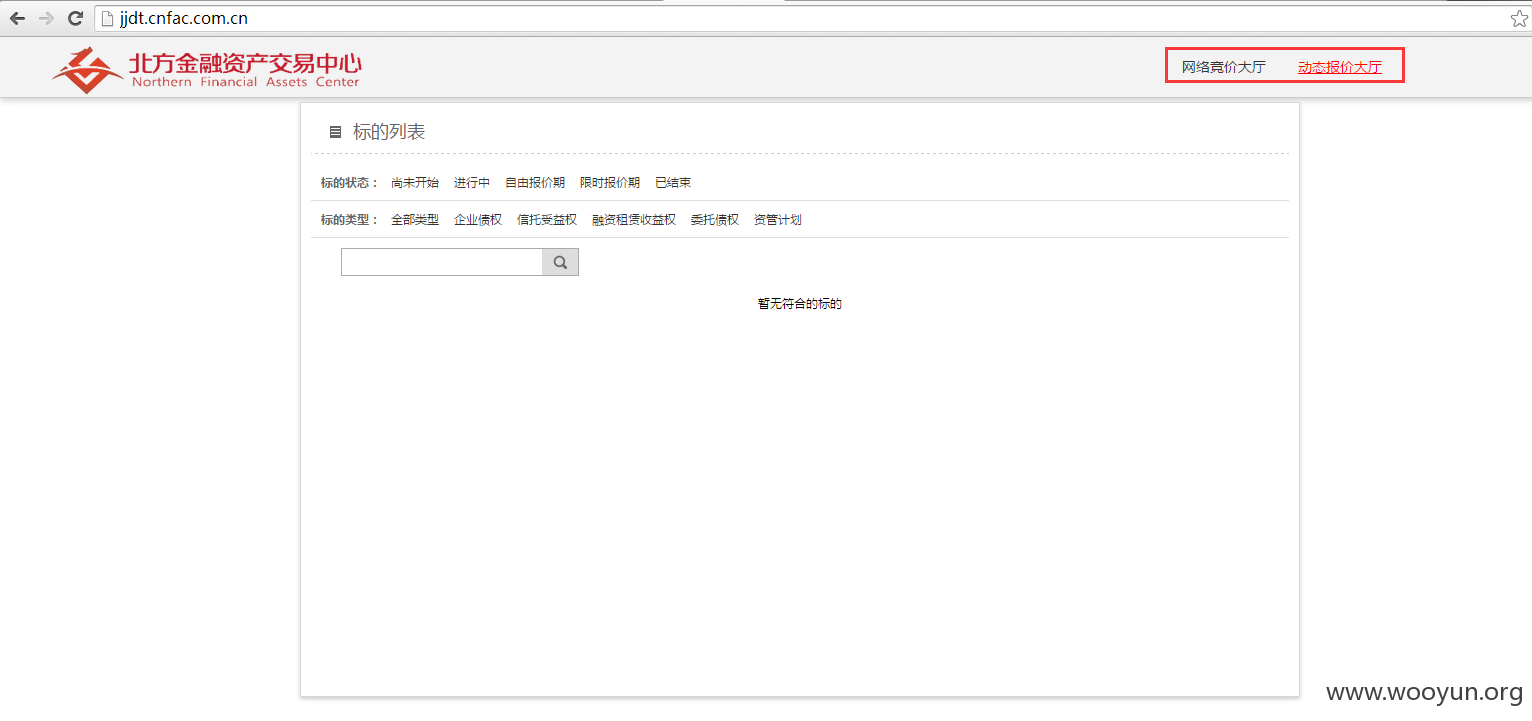 jjdt.cnfac.com.cn
北方金融资产交易中心
Northern Financial Assets Center
网络竞价大厅 动态报价大厅
标的列表
标的状态： 尚未开始 进行中 自由报价期 限时报价期 已结束
标的类型： 全部类型 企业债权 信托受益权 融资租赁收益权 委托债权 资管计划
暂无符合的标的
www.wooyun.org